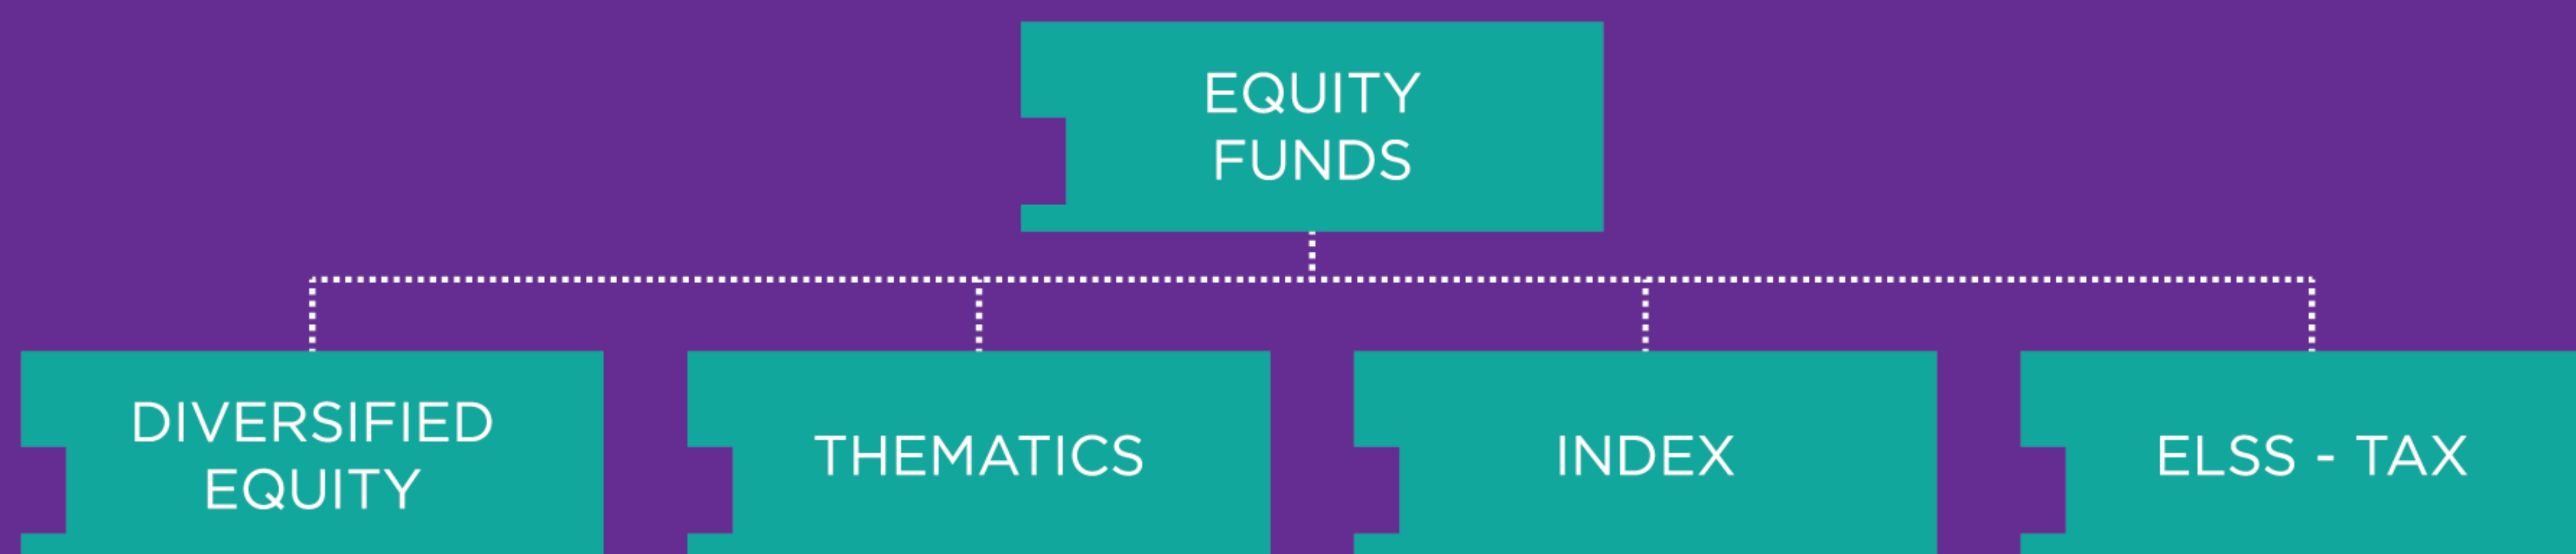 EQUITY
FUNDS
DIVERSIFIED
EQUITY
THEMATICS
INDEX
ELSS - TAX